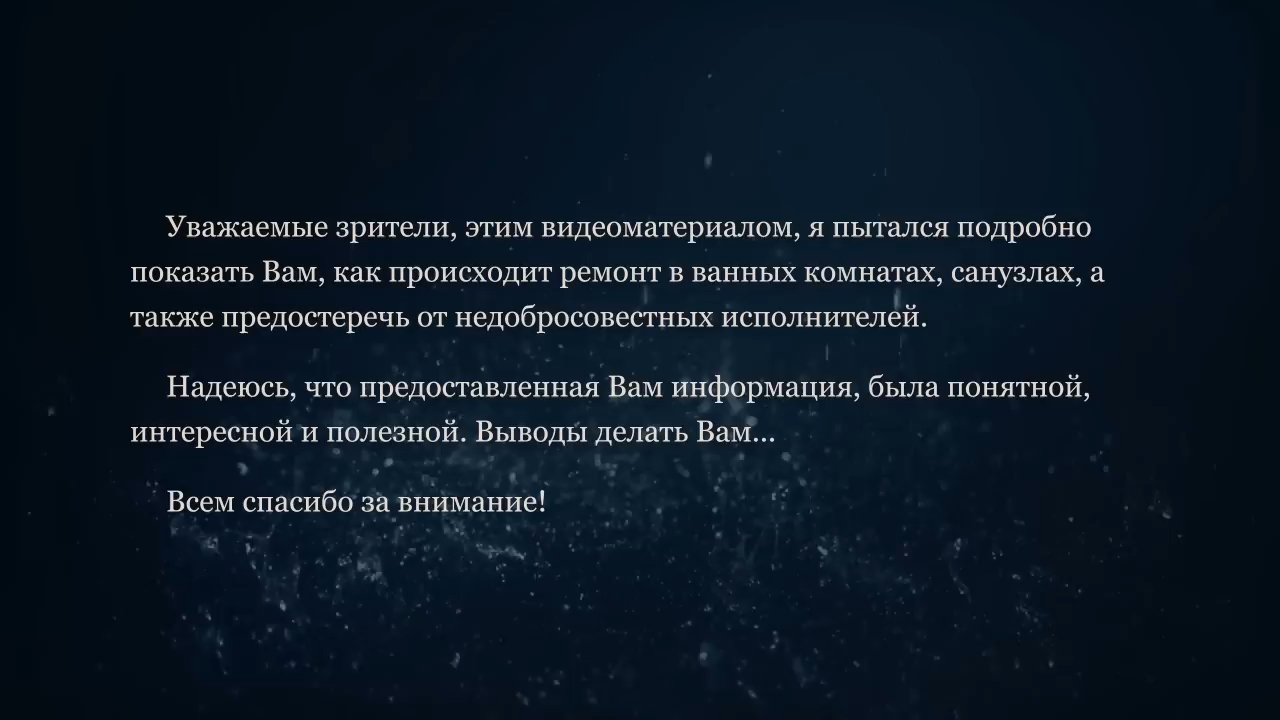 Уважаемые зрители, этим видеоматериалом, я пытался подробно
показать Вам, как происходит ремонт в ванных комнатах, санузлах, а
также предостеречь от недобросовестных исполнителей.
Надеюсь, что предоставленная Вам информация, была понятной,
интересной и полезной. Выводы делать Вам...
Всем спасибо за внимание!